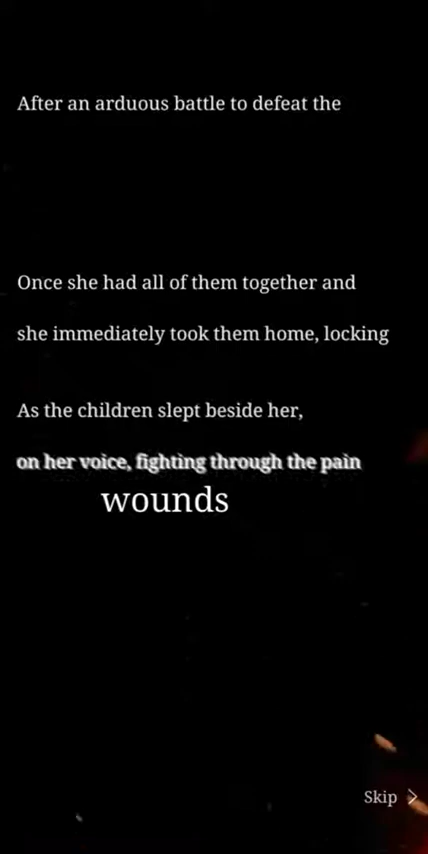 After an arduous battle to defeat the
Once she had all of them together and
she immediately took them home, locking
As the children slept beside her,
on her voice, fighting through the pain
wounds
Skip